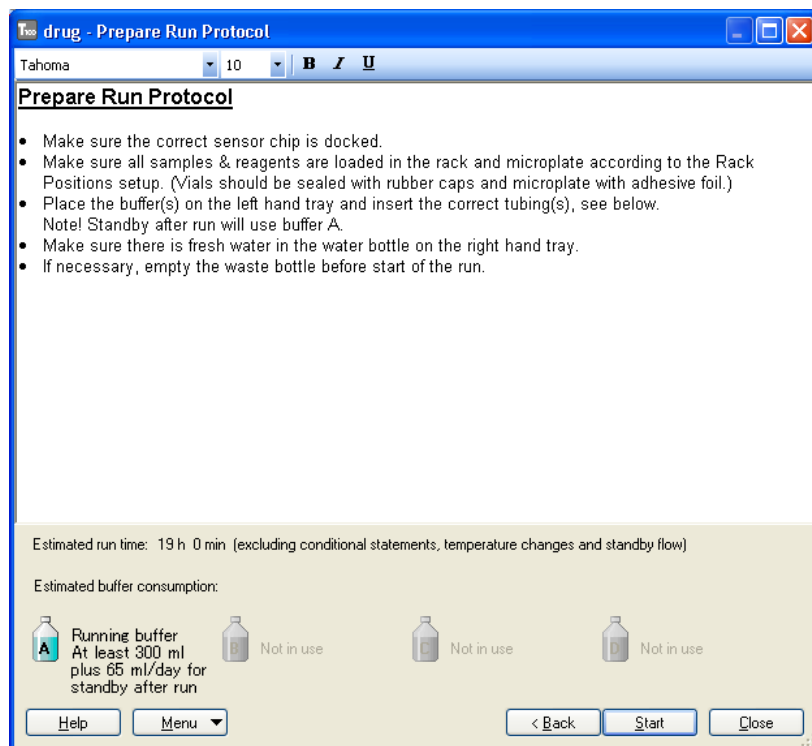 T100 drug - Prepare Run Protocol
Tahoma 10 B I U
Prepare Run Protocol
• Make sure the correct sensor chip is docked.
• Make sure all samples & reagents are loaded in the rack and microplate according to the Rack
Positions setup. (Vials should be sealed with rubber caps and microplate with adhesive foil.)
• Place the buffer(s) on the left hand tray and insert the correct tubing(s), see below.
Note! Standby after run will use buffer A.
• Make sure there is fresh water in the water bottle on the right hand tray.
• If necessary, empty the waste bottle before start of the run.
Estimated run time: 19 h 0 min (excluding conditional statements, temperature changes and standby flow)
Estimated buffer consumption:
A
Running buffer
At least 300 ml
plus 65 ml/day for
standby after run
B Not in use
C Not in use
D Not in use
Help Menu < Back Start Close